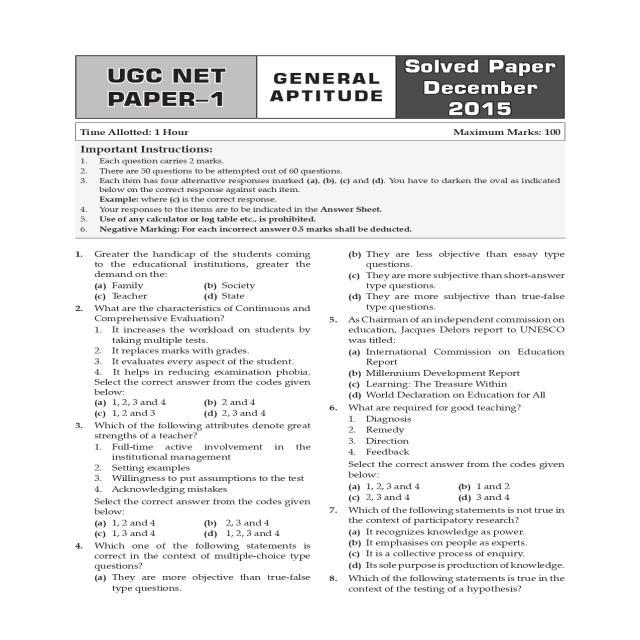 UGC NET
PAPER–1
GENERAL
APTITUDE
Solved Paper
December
2015
Time Allotted: 1 Hour Maximum Marks: 100
Important Instructions:
1. Each question carries 2 marks.
2. There are 50 questions to be attempted out of 60 questions.
3. Each item has four alternative responses marked (a), (b), (c) and (d). You have to darken the oval as indicated
below on the correct response against each item.
Example: where (c) is the correct response.
4. Your responses to the items are to be indicated in the Answer Sheet.
5. Use of any calculator or log table etc., is prohibited.
6. Negative Marking: For each incorrect answer 0.5 marks shall be deducted.
1. Greater the handicap of the students coming
to the educational institutions, greater the
demand on the:
(a) Family (b) Society
(c) Teacher (d) State
2. What are the characteristics of Continuous and
Comprehensive Evaluation?
1. It increases the workload on students by
taking multiple tests.
2. It replaces marks with grades.
3. It evaluates every aspect of the student.
4. It helps in reducing examination phobia.
Select the correct answer from the codes given
below:
(a) 1, 2, 3 and 4 (b) 2 and 4
(c) 1, 2 and 3 (d) 2, 3 and 4
3. Which of the following attributes denote great
strengths of a teacher?
1. Full-time active involvement in the
institutional management
2. Setting examples
3. Willingness to put assumptions to the test
4. Acknowledging mistakes
Select the correct answer from the codes given
below:
(a) 1, 2 and 4 (b) 2, 3 and 4
(c) 1, 3 and 4 (d) 1, 2, 3 and 4
4. Which one of the following statements is
correct in the context of multiple-choice type
questions?
(a) They are more objective than true-false
type questions.
(b) They are less objective than essay type
questions.
(c) They are more subjective than short-answer
type questions.
(d) They are more subjective than true-false
type questions.
5. As Chairman of an independent commission on
education, Jacques Delors report to UNESCO
was titled:
(a) International Commission on Education
Report
(b) Millennium Development Report
(c) Learning: The Treasure Within
(d) World Declaration on Education for All
6. What are required for good teaching?
1. Diagnosis
2. Remedy
3. Direction
4. Feedback
Select the correct answer from the codes given
below:
(a) 1, 2, 3 and 4 (b) 1 and 2
(c) 2, 3 and 4 (d) 3 and 4
7. Which of the following statements is not true in
the context of participatory research?
(a) It recognizes knowledge as power.
(b) It emphasises on people as experts.
(c) It is a collective process of enquiry.
(d) Its sole purpose is production of knowledge.
8. Which of the following statements is true in the
context of the testing of a hypothesis?